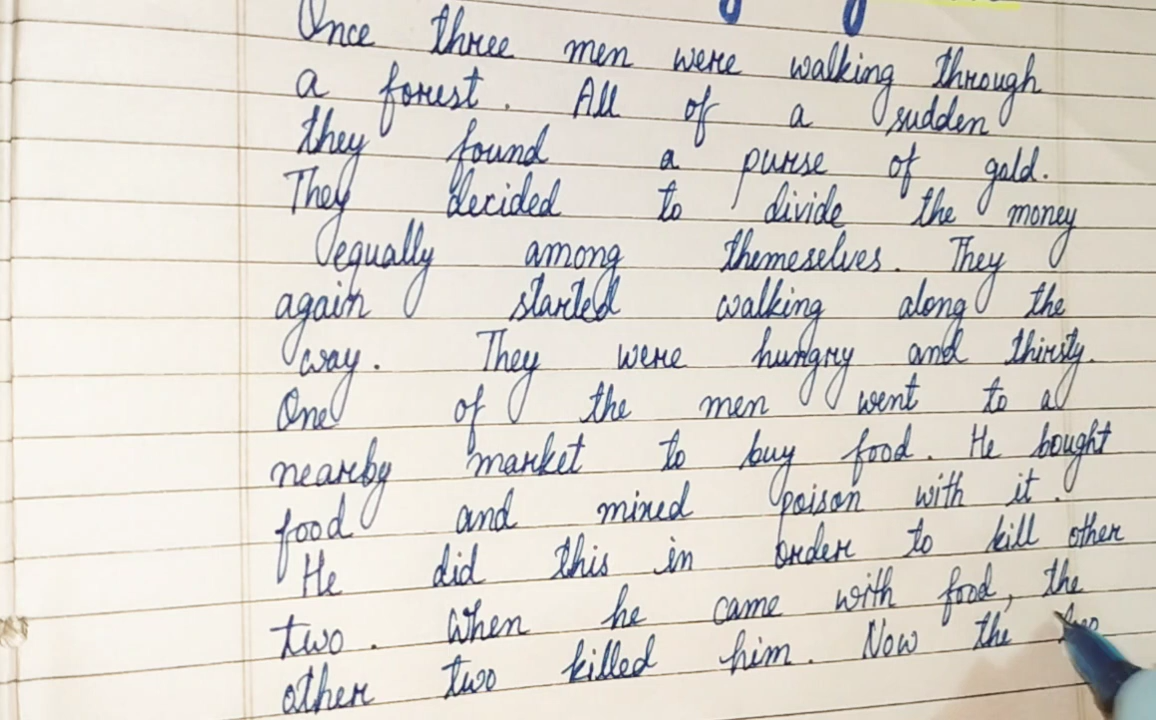 Once three men were walking through
a forest. All of a sudden
they found a purse of gold.
They decided to divide the money
equally among themeselves. They
again started walking along the
way. They were hungry and thirsty.
One of the men went to a
nearby market to buy food. He bought
food and mixed poison with it.
He did this in order to kill other
two. When he came with food, the
other two killed him. Now the two